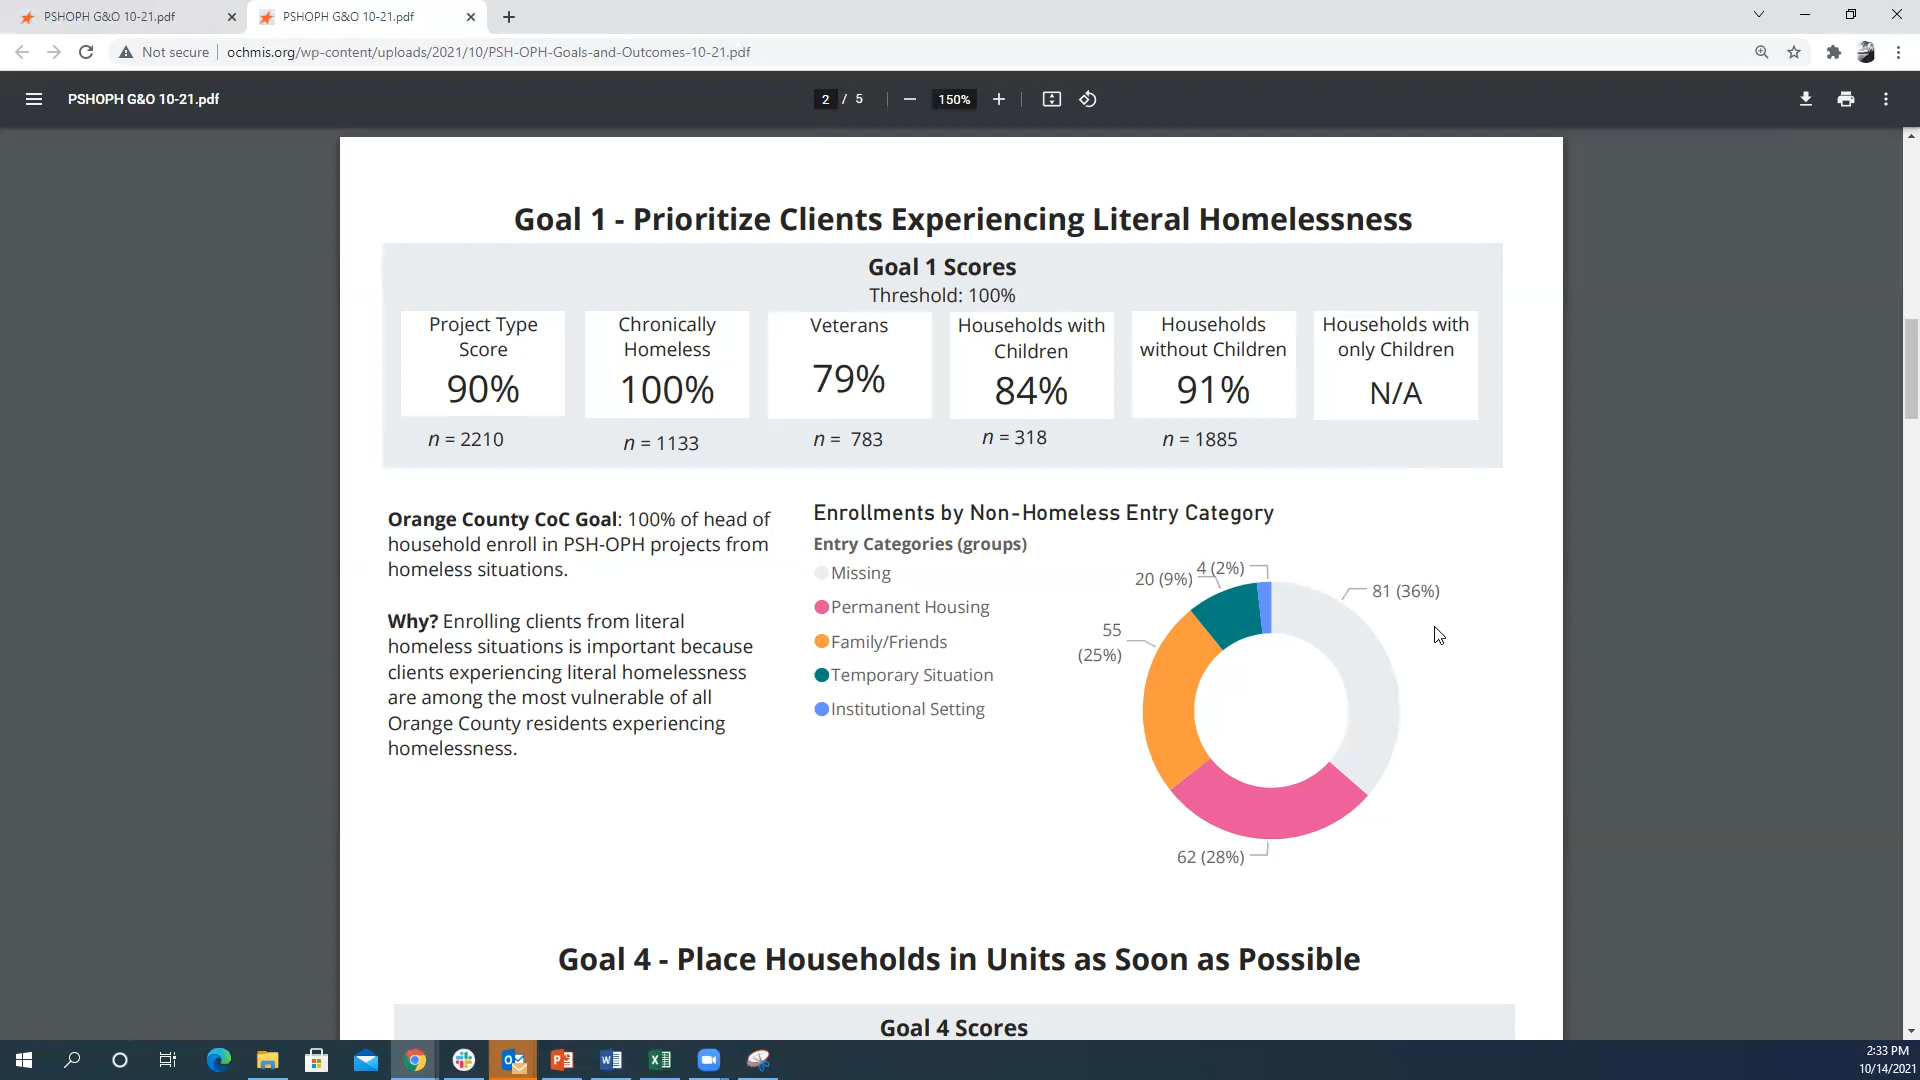 PSHOPH G&O 10-21.pdf
PSHOPH G&O 10-21.pdf
Not secure
ochmis.org/wp-content/uploads/2021/10/PSH-OPH-Goals-and-Outcomes-10-21.pdf
PSHOPH G&O 10-21.pdf
2 / 5
150%
Goal 1 - Prioritize Clients Experiencing Literal Homelessness
Goal 1 Scores
Threshold: 100%
Project Type
Score
90%
n = 2210
Chronically
Homeless
100%
n = 1133
Veterans
79%
n = 783
Households with
Children
84%
n = 318
Households
without Children
91%
n = 1885
Households with
only Children
N/A
Orange County CoC Goal: 100% of head of
household enroll in PSH-OPH projects from
homeless situations.
Why? Enrolling clients from literal
homeless situations is important because
clients experiencing literal homelessness
are among the most vulnerable of all
Orange County residents experiencing
homelessness.
Enrollments by Non-Homeless Entry Category
Entry Categories (groups)
Missing
Permanent Housing
Family/Friends
Temporary Situation
Institutional Setting
4 (2%)
20 (9%)
81 (36%)
55
(25%)
62 (28%)
Goal 4 - Place Households in Units as Soon as Possible
Goal 4 Scores
2:33 PM
10/14/2021